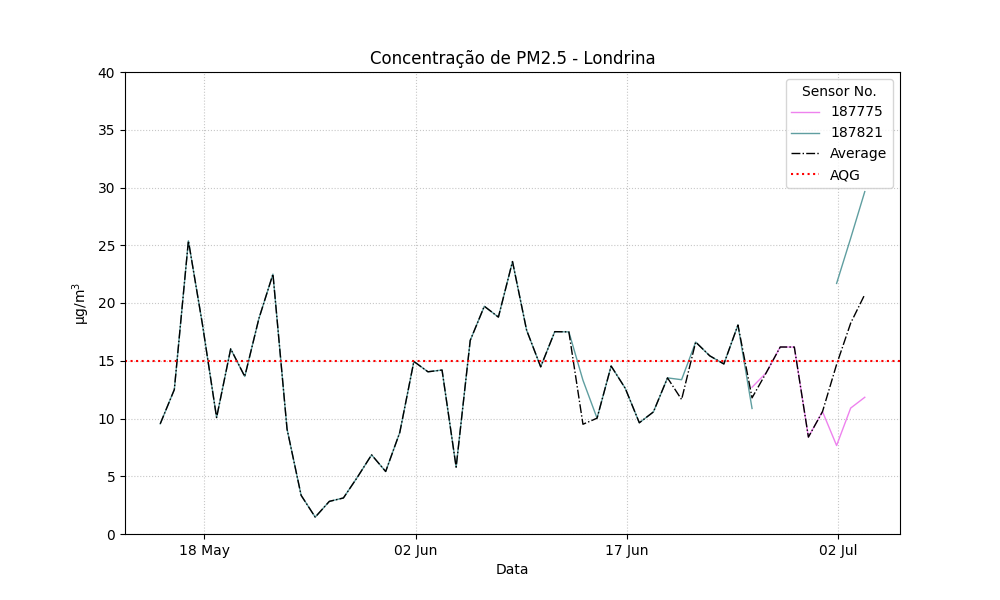 Concentração de PM2.5 - Londrina
40
35
30
25
20
15
10
5
0
µg/m³
Sensor No.
187775
187821
Average
AQG
18 May
02 Jun
17 Jun
02 Jul
Data